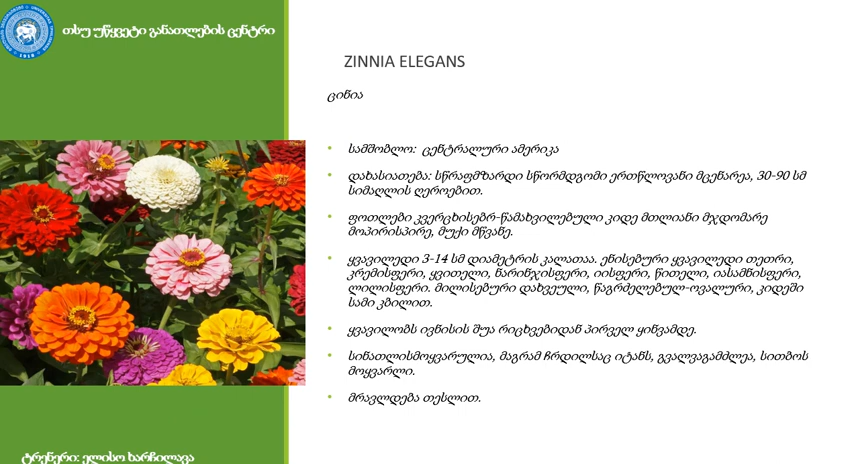 თსუ უწყვეტი განათლების ცენტრი
1918
ZINNIA ELEGANS
ცინია
• სამშობლო: ცენტრალური ამერიკა
• დახასიათება: სწრაფმზარდი სწორმდგომი ერთწლოვანი მცენარეა, 30-90 სმ
სიმაღლის ღეროებით.
• ფოთლები კვერცხისებრ-წამახვილებული კიდე მთლიანი მჯდომარე
მოპირისპირე, მუქი მწვანე.
• ყვავილედი 3-14 სმ დიამეტრის კალათაა. ენისებური ყვავილედი თეთრი,
კრემისფერი, ყვითელი, ნარინჯისფერი, იისფერი, წითელი, იასამნისფერი,
ლილისფერი. მილისებური დახვეული, წაგრძელებულ-ოვალური, კიდეში
სამი კბილით.
• ყვავილობს ივნისის შუა რიცხვებიდან პირველ ყინვამდე.
• სინათლისმოყვარულია, მაგრამ ჩრდილსაც იტანს, გვალვაგამძლეა, სითბოს
მოყვარლი.
• მრავლდება თესლით.
ტრენერი: ელისო ხარჩილავა